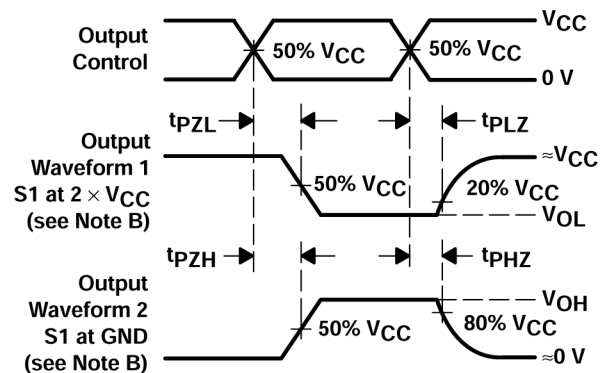 Output
Control
50% VCC
50% VCC
VCC
0 V
tPZL
tPLZ
Output
Waveform 1
S1 at 2 × VCC
(see Note B)
50% VCC
≈VCC
20% VCC
VOL
tPZH
tPHZ
Output
Waveform 2
S1 at GND
(see Note B)
50% VCC
VOH
80% VCC
≈0 V